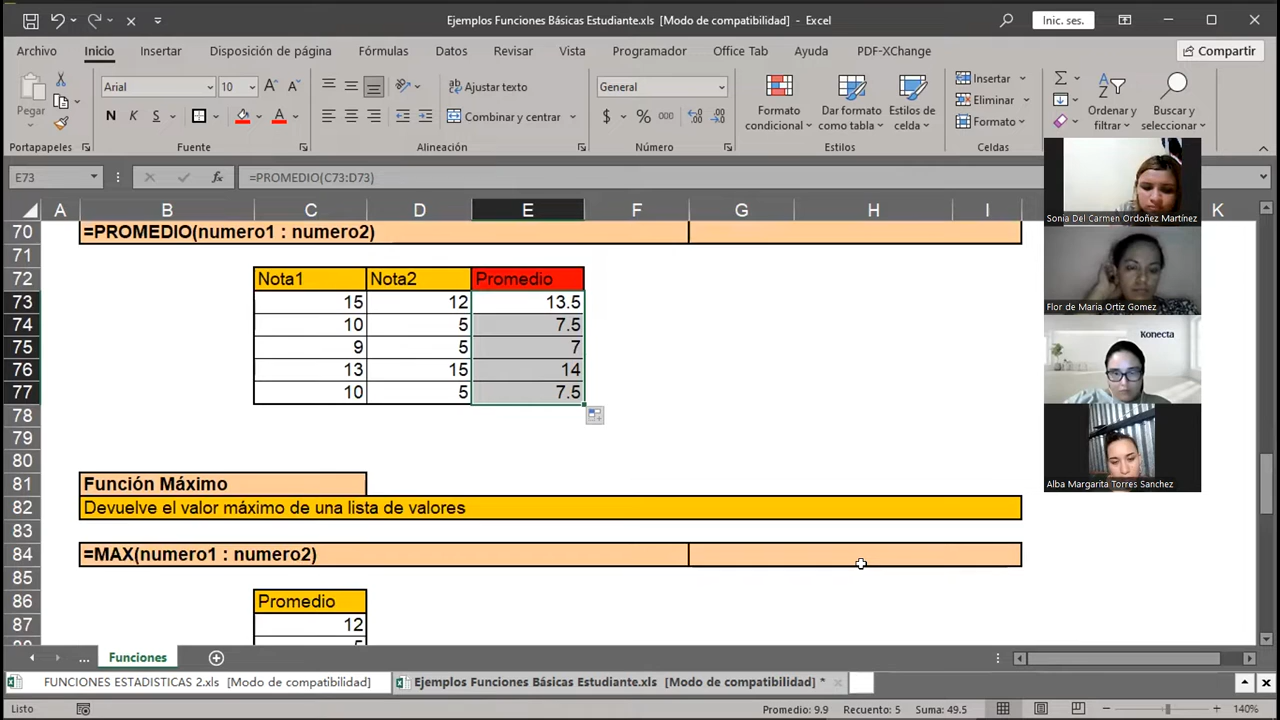 Ejemplos Funciones Básicas Estudiante.xls [Modo de compatibilidad] - Excel
Inic. ses.
Archivo Inicio Insertar Disposición de página Fórmulas Datos Revisar Vista Programador Office Tab Ayuda PDF-XChange Compartir
Pegar
Portapapeles
Arial 10
N K S
Fuente
Ajustar texto
Combinar y centrar
Alineación
General
$ % 000
Número
Formato condicional
Dar formato como tabla
Estilos de celda
Estilos
Insertar
Eliminar
Formato
Celdas
Ordenar y filtrar
Buscar y seleccionar
E73 fx =PROMEDIO(C73:D73)
A B C D E F G H I K
70 =PROMEDIO(numero1 : numero2)
71
72 Nota1 Nota2 Promedio
73 15 12 13.5
74 10 5 7.5
75 9 5 7
76 13 15 14
77 10 5 7.5
78
79
80
81 Función Máximo
82 Devuelve el valor máximo de una lista de valores
83
84 =MAX(numero1 : numero2)
85
86 Promedio
87 12
Sonia Del Carmen Ordoñez Martínez
Flor de María Ortiz Gomez
Konecta
Alba Margarita Torres Sanchez
... Funciones
FUNCIONES ESTADISTICAS 2.xls [Modo de compatibilidad]
Ejemplos Funciones Básicas Estudiante.xls [Modo de compatibilidad] *
Listo
Promedio: 9.9 Recuento: 5 Suma: 49.5
140%